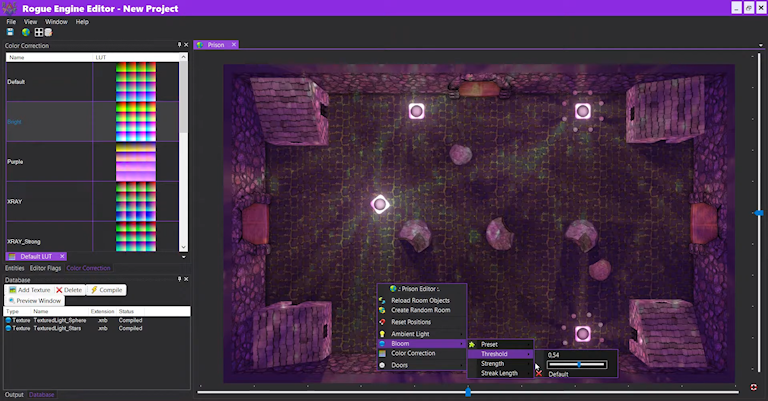 Rogue Engine Editor - New Project
File View Window Help
Color Correction
Prison
Name LUT
Default
Bright
Purple
XRAY
XRAY_Strong
Default LUT
Entities Editor Flags Color Correction
Database
Add Texture Delete Compile
Preview Window
Type Name Extension Status
Texture TexturedLight_Sphere .xnb Compiled
Texture TexturedLight_Stars .xnb Compiled
Output Database
.: Prison Editor :.
Reload Room Objects
Create Random Room
Reset Positions
Ambient Light
Bloom
Color Correction
Doors
Preset
Threshold
Strength
Streak Length
0,54
Default